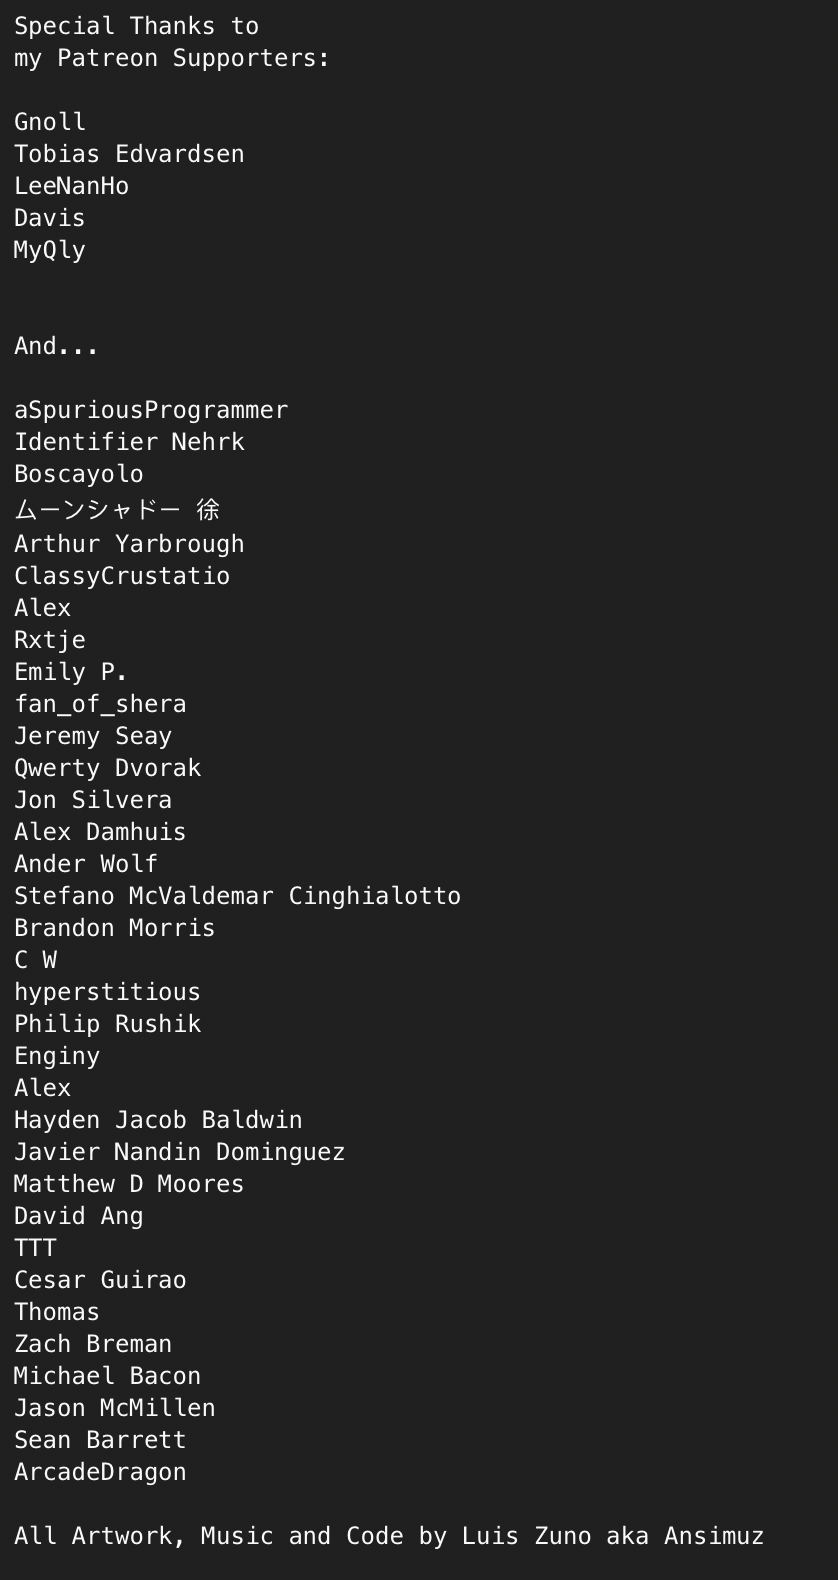 Special Thanks to
my Patreon Supporters:

Gnoll
Tobias Edvardsen
LeeNanHo
Davis
MyQly

And...

aSpuriousProgrammer
Identifier Nehrk
Boscayolo
ムーンシャドー 徐
Arthur Yarbrough
ClassyCrustatio
Alex
Rxtje
Emily P.
fan_of_shera
Jeremy Seay
Qwerty Dvorak
Jon Silvera
Alex Damhuis
Ander Wolf
Stefano McValdemar Cinghialotto
Brandon Morris
C W
hyperstitious
Philip Rushik
Enginy
Alex
Hayden Jacob Baldwin
Javier Nandin Dominguez
Matthew D Moores
David Ang
TTT
Cesar Guirao
Thomas
Zach Breman
Michael Bacon
Jason McMillen
Sean Barrett
ArcadeDragon

All Artwork, Music and Code by Luis Zuno aka Ansimuz